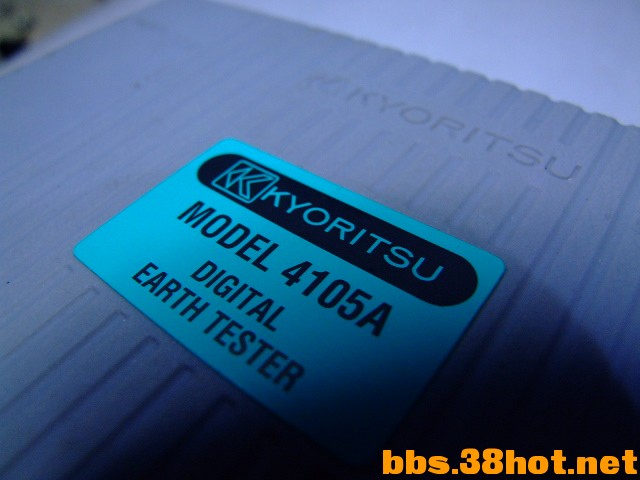 KYORITSU
KYORITSU
MODEL 4105A
DIGITAL
EARTH TESTER
bbs.38hot.net